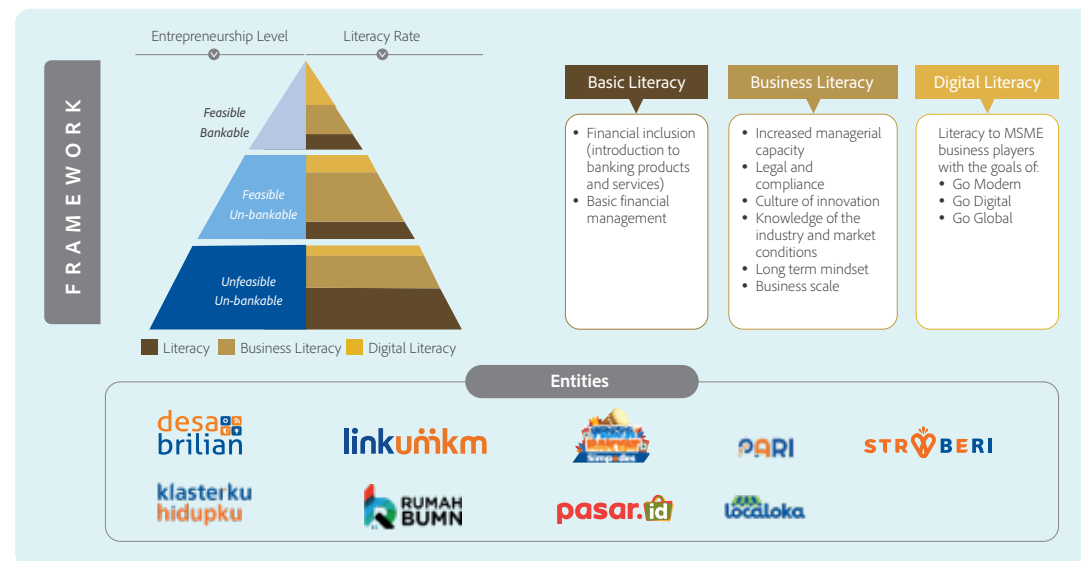 FRAMEWORK
Entrepreneurship Level
Literacy Rate
Feasible
Bankable
Feasible
Un-bankable
Unfeasible
Un-bankable
Literacy
Business Literacy
Digital Literacy
Basic Literacy
• Financial inclusion
(introduction to
banking products
and services)
• Basic financial
management
Business Literacy
• Increased managerial
capacity
• Legal and
compliance
• Culture of innovation
• Knowledge of the
industry and market
conditions
• Long term mindset
• Business scale
Digital Literacy
Literacy to MSME
business players
with the goals of:
• Go Modern
• Go Digital
• Go Global
Entities
desa
brilian
linkumkm
Simpedes
PARI
STROBERI
klasterku
hidupku
RUMAH
BUMN
pasar.id
localoka